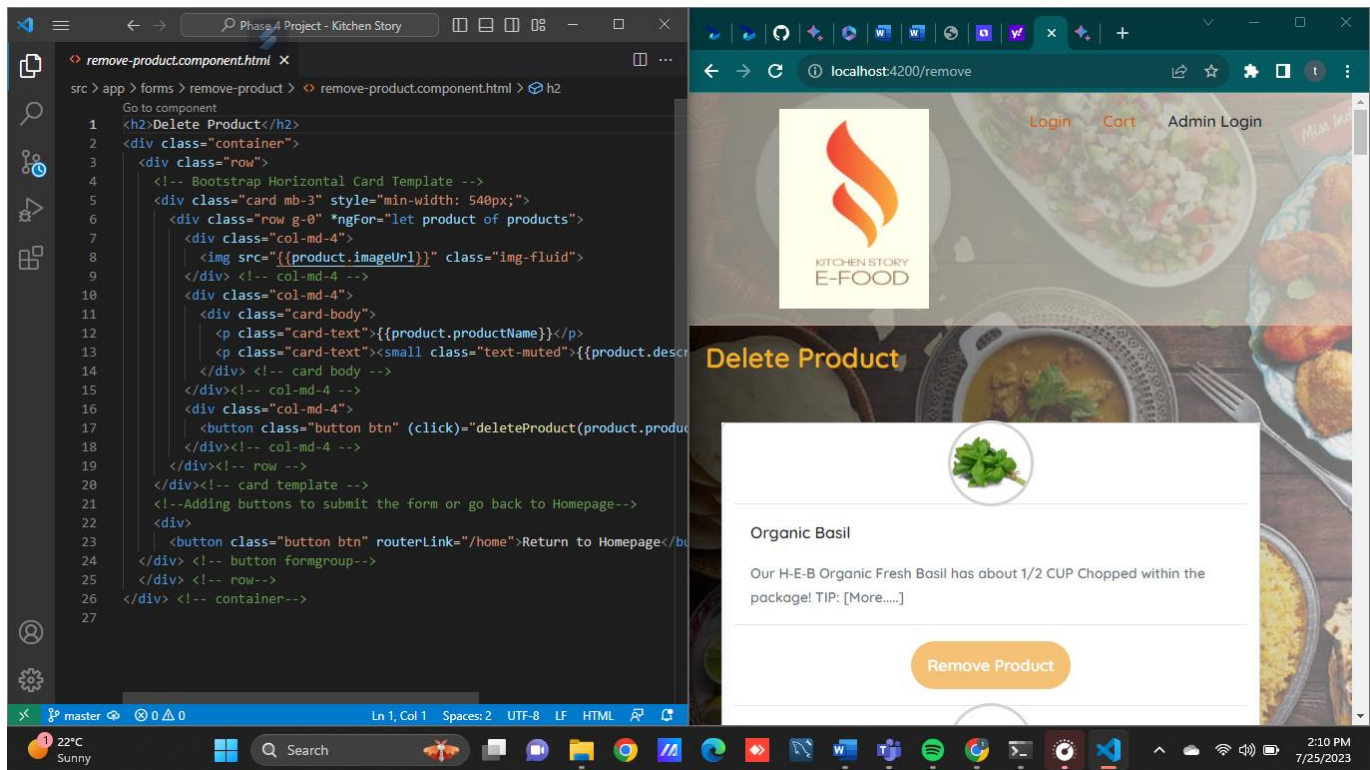 Phase 4 Project - Kitchen Story
remove-product.component.html
src > app > forms > remove-product > remove-product.component.html > h2
Go to component
1 <h2>Delete Product</h2>
2 <div class="container">
3 <div class="row">
4 <!-- Bootstrap Horizontal Card Template -->
5 <div class="card mb-3" style="min-width: 540px;">
6 <div class="row g-0" *ngFor="let product of products">
7 <div class="col-md-4">
8 <img src="{{product.imageUrl}}" class="img-fluid">
9 </div> <!-- col-md-4 -->
10 <div class="col-md-4">
11 <div class="card-body">
12 <p class="card-text">{{product.productName}}</p>
13 <p class="card-text"><small class="text-muted">{{product.descr
14 </div> <!-- card body -->
15 </div><!-- col-md-4 -->
16 <div class="col-md-4">
17 <button class="button btn" (click)="deleteProduct(product.produc
18 </div><!-- col-md-4 -->
19 </div><!-- row -->
20 </div><!-- card template -->
21 <!--Adding buttons to submit the form or go back to Homepage-->
22 <div>
23 <button class="button btn" routerLink="/home">Return to Homepage</bu
24 </div> <!-- button formgroup-->
25 </div> <!-- row-->
26 </div> <!-- container-->
27
master 0 0 Ln 1, Col 1 Spaces: 2 UTF-8 LF HTML
localhost:4200/remove
t
Login Cart Admin Login
KITCHEN STORY
E-FOOD
Delete Product
Organic Basil
Our H-E-B Organic Fresh Basil has about 1/2 CUP Chopped within the
package! TIP: [More.....]
Remove Product
1
22°C
Sunny
Search
2:10 PM
7/25/2023